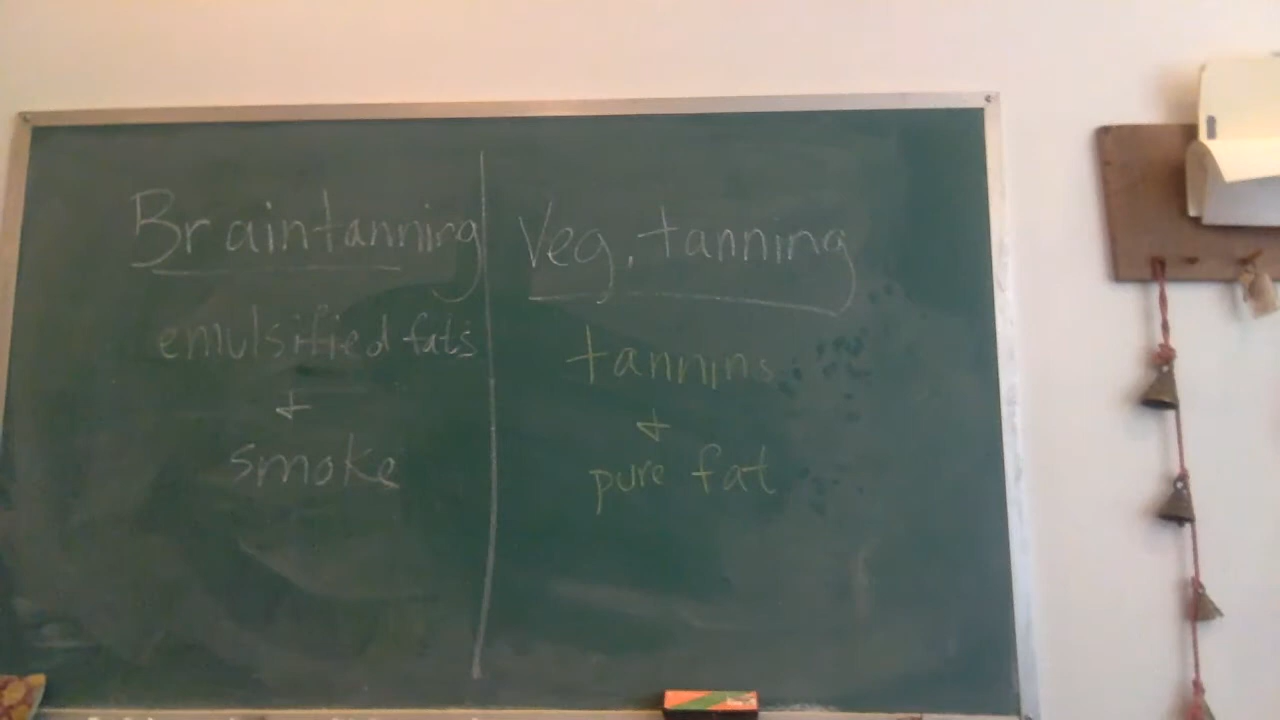 Braintanning
emulsified fats
+
smoke
Veg. tanning
tannins
+
pure fat